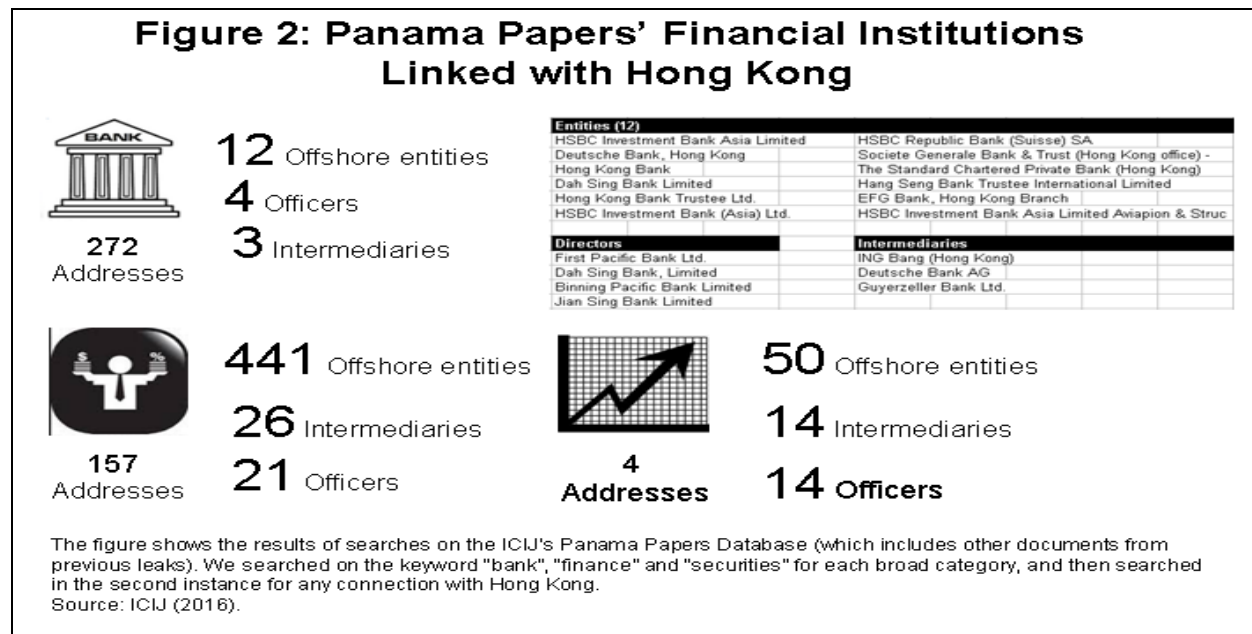 Figure 2: Panama Papers' Financial Institutions
Linked with Hong Kong
BANK
12 Offshore entities
4 Officers
3 Intermediaries
272
Addresses
Entities (12)
HSBC Investment Bank Asia Limited HSBC Republic Bank (Suisse) SA
Deutsche Bank, Hong Kong Societe Generale Bank & Trust (Hong Kong office) -
Hong Kong Bank The Standard Chartered Private Bank (Hong Kong)
Dah Sing Bank Limited Hang Seng Bank Trustee International Limited
Hong Kong Bank Trustee Ltd. EFG Bank, Hong Kong Branch
HSBC Investment Bank (Asia) Ltd. HSBC Investment Bank Asia Limited Aviapion & Struc
Directors Intermediaries
First Pacific Bank Ltd. ING Bang (Hong Kong)
Dah Sing Bank, Limited Deutsche Bank AG
Binning Pacific Bank Limited Guyerzeller Bank Ltd.
Jian Sing Bank Limited
$ %
441 Offshore entities
26 Intermediaries
21 Officers
157
Addresses
50 Offshore entities
14 Intermediaries
14 Officers
4
Addresses
The figure shows the results of searches on the ICIJ's Panama Papers Database (which includes other documents from
previous leaks). We searched on the keyword "bank", "finance" and "securities" for each broad category, and then searched
in the second instance for any connection with Hong Kong.
Source: ICIJ (2016).